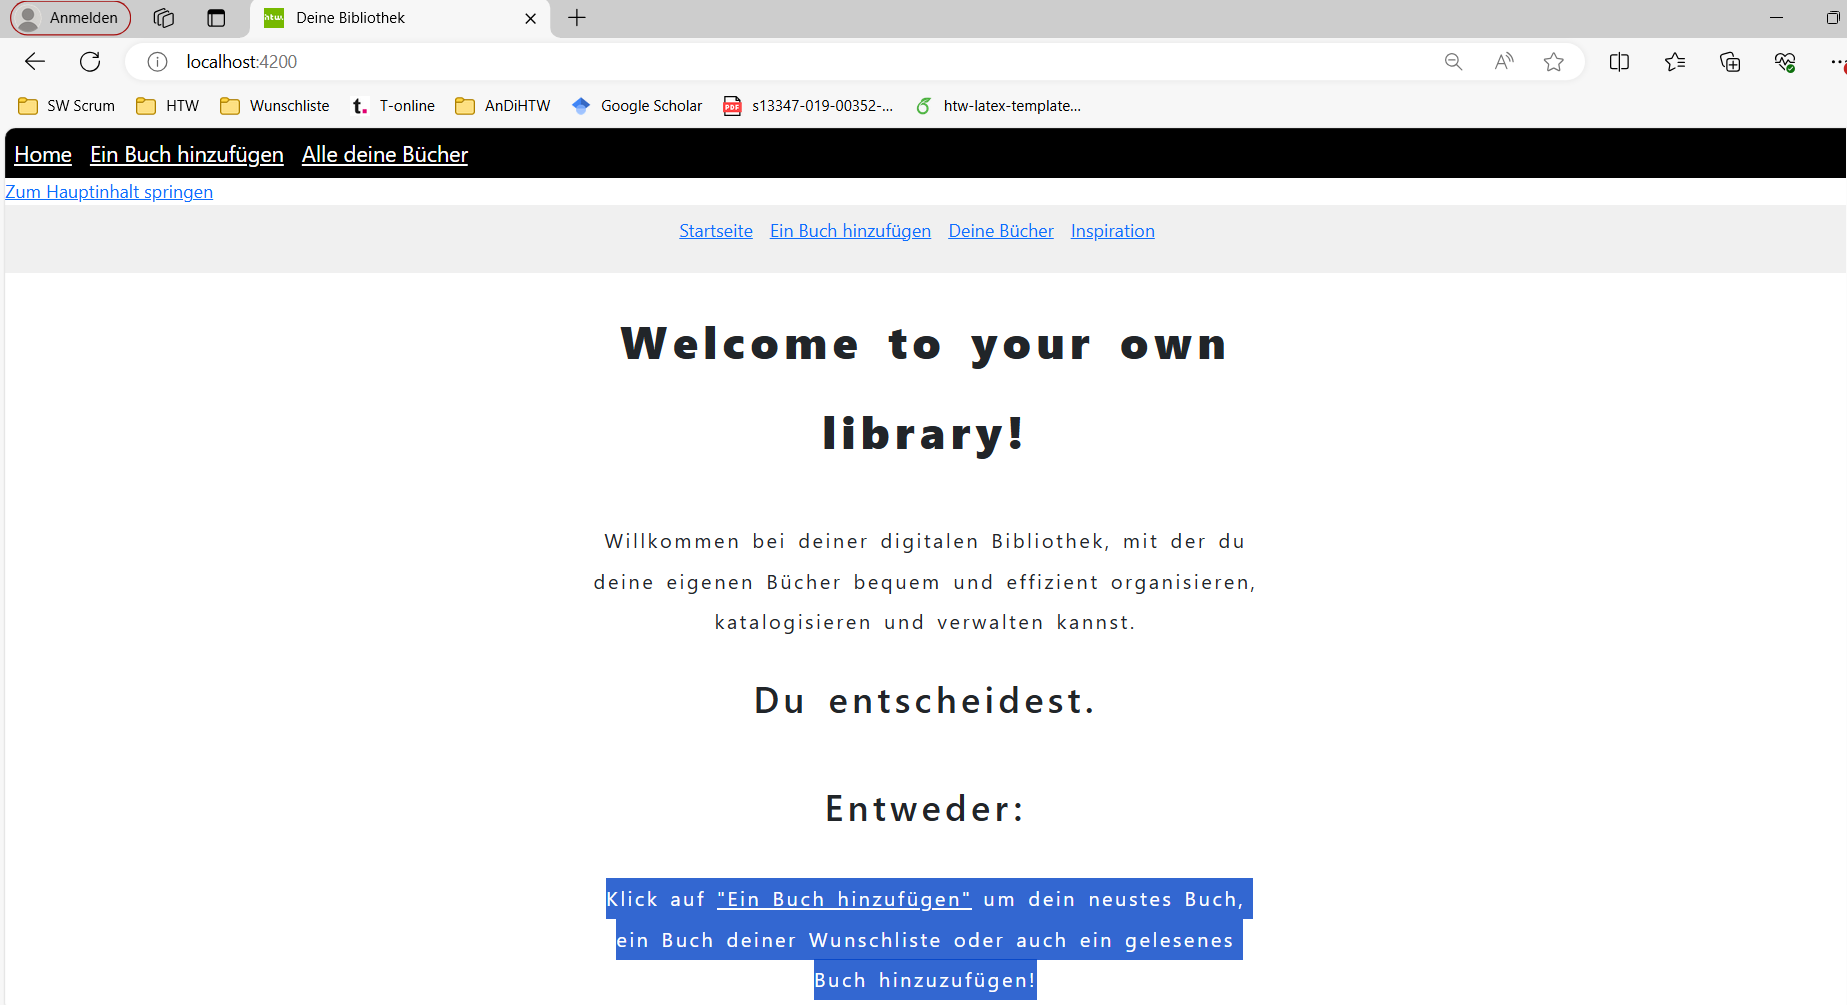 Anmelden
htw
Deine Bibliothek
localhost:4200
SW Scrum
HTW
Wunschliste
t.
T-online
AnDiHTW
Google Scholar
PDF
s13347-019-00352-...
htw-latex-template...
Home
Ein Buch hinzufügen
Alle deine Bücher
Zum Hauptinhalt springen
Startseite
Ein Buch hinzufügen
Deine Bücher
Inspiration
Welcome to your own
library!
Willkommen bei deiner digitalen Bibliothek, mit der du
deine eigenen Bücher bequem und effizient organisieren,
katalogisieren und verwalten kannst.
Du entscheidest.
Entweder:
Klick auf "Ein Buch hinzufügen" um dein neustes Buch,
ein Buch deiner Wunschliste oder auch ein gelesenes
Buch hinzuzufügen!